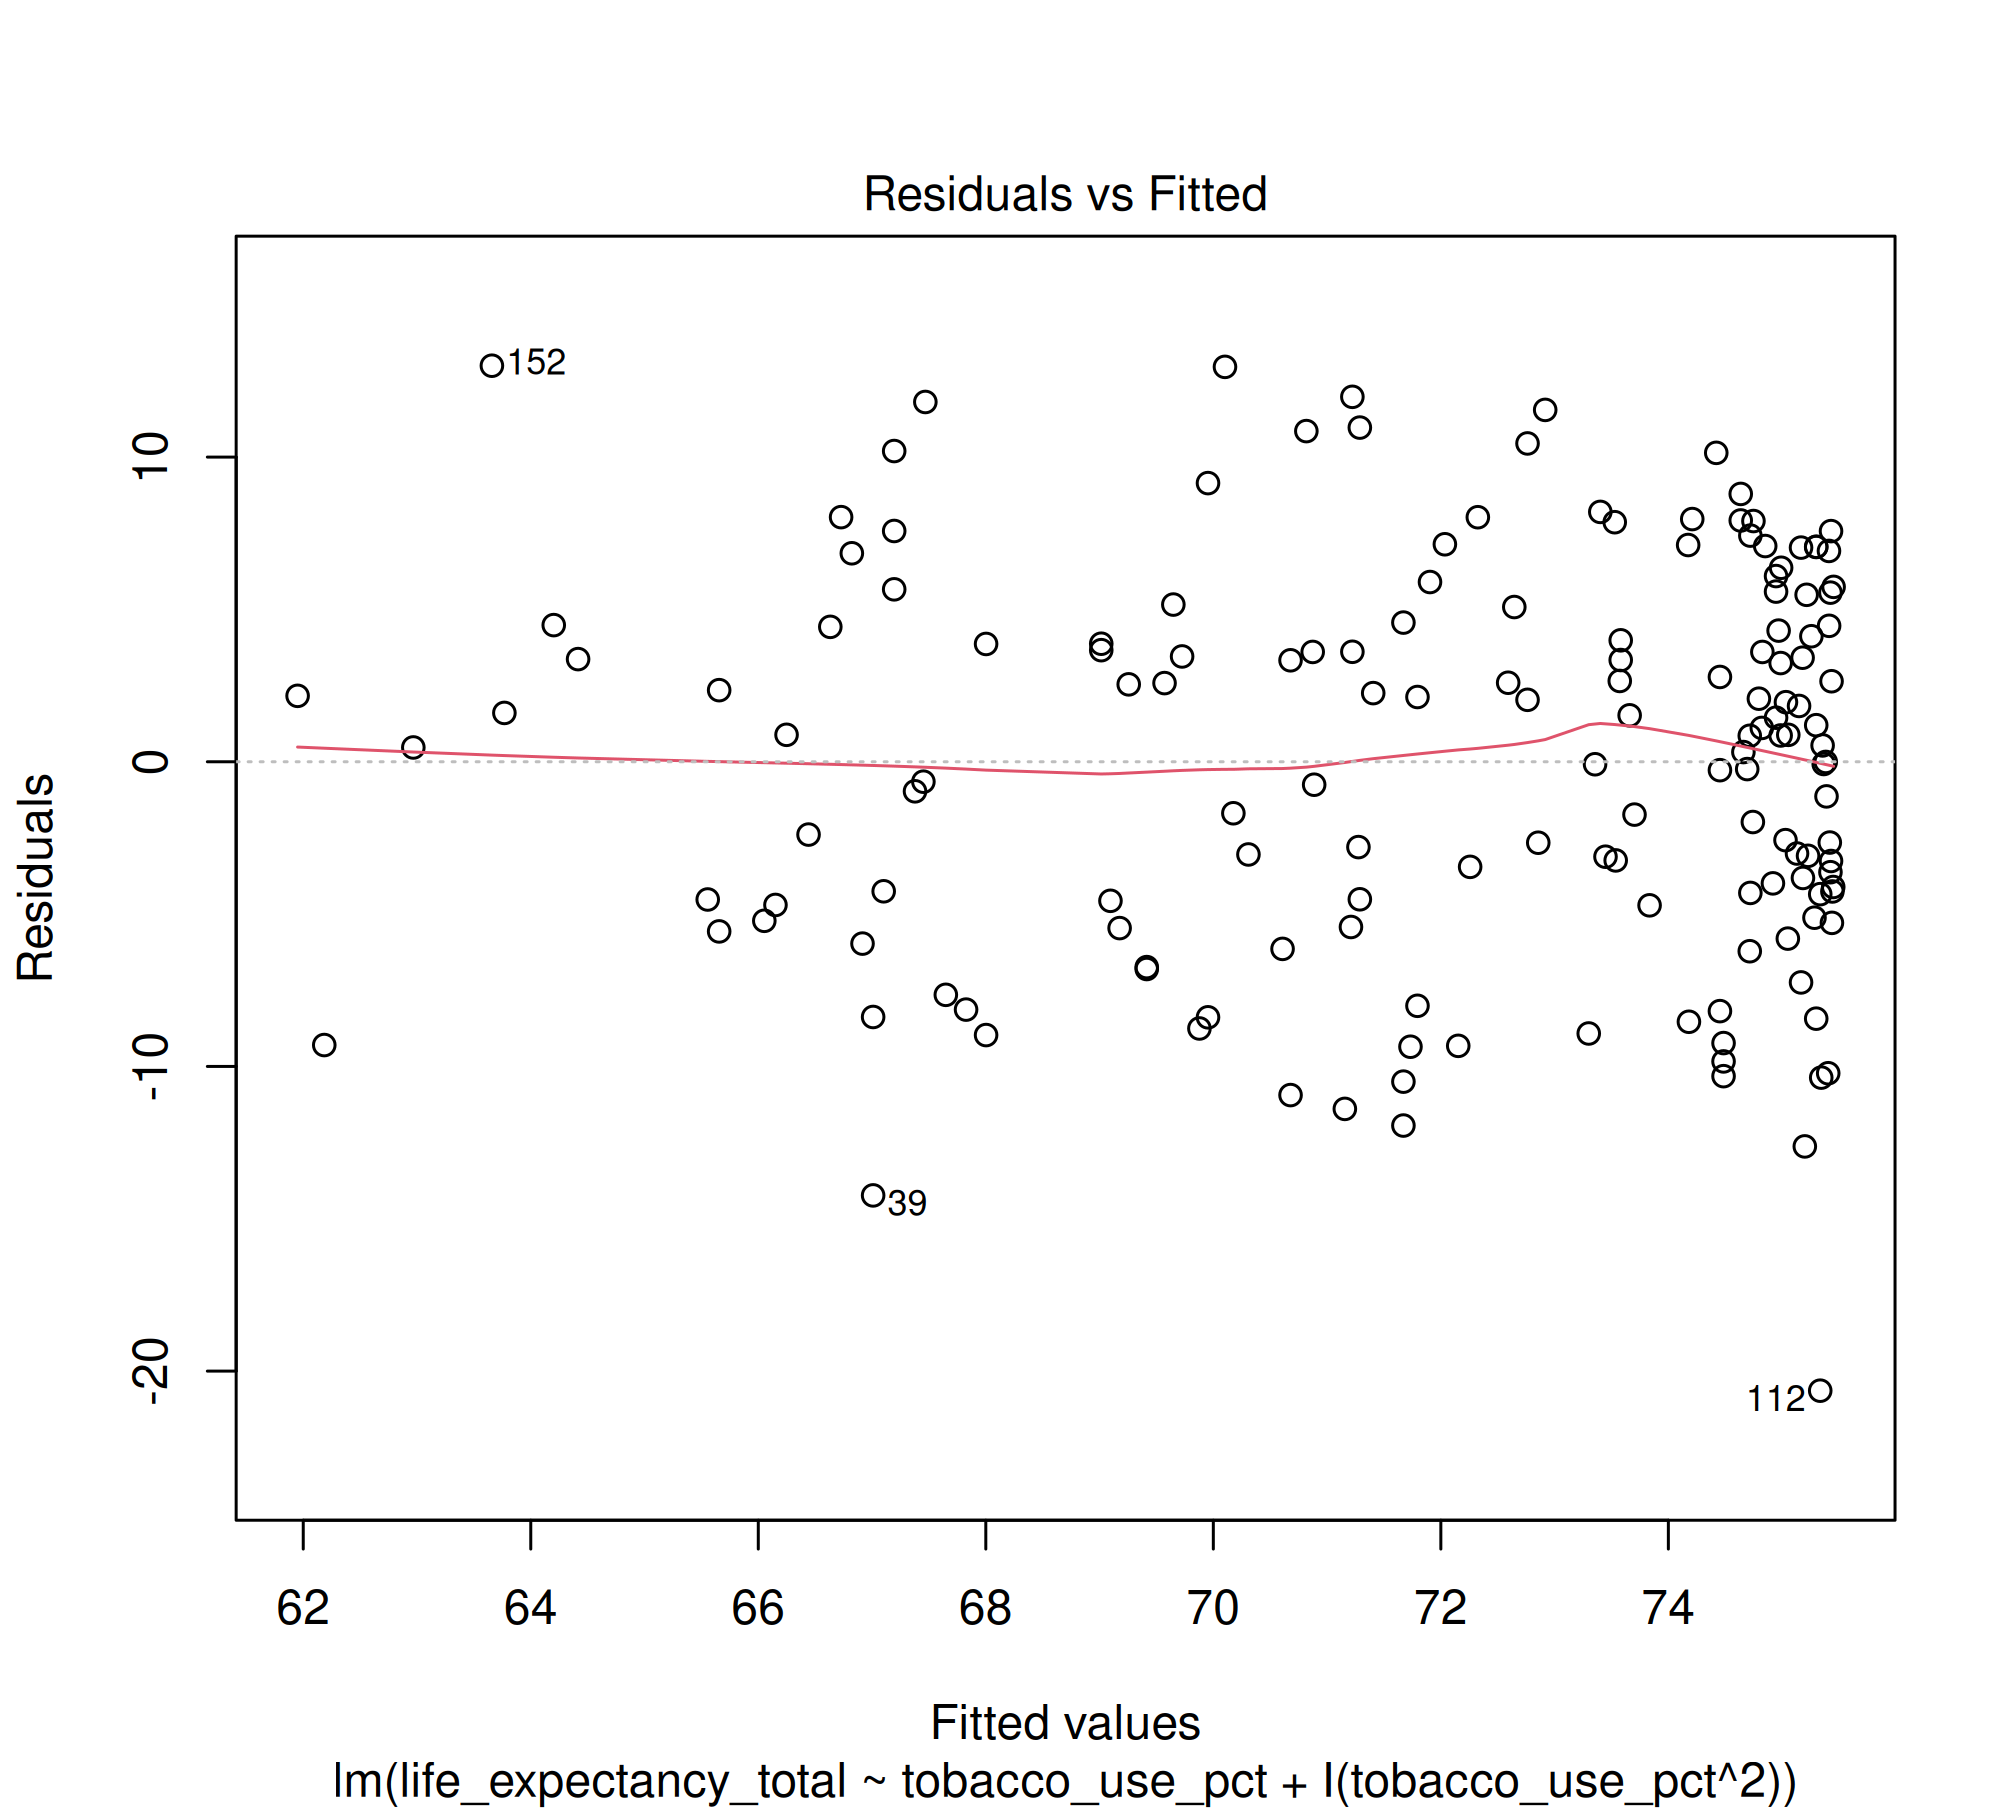 Residuals vs Fitted
152
10
0
-10
39
-20
112
Residuals
62 64 66 68 70 72 74
Fitted values
lm(life_expectancy_total ~ tobacco_use_pct + I(tobacco_use_pct^2))